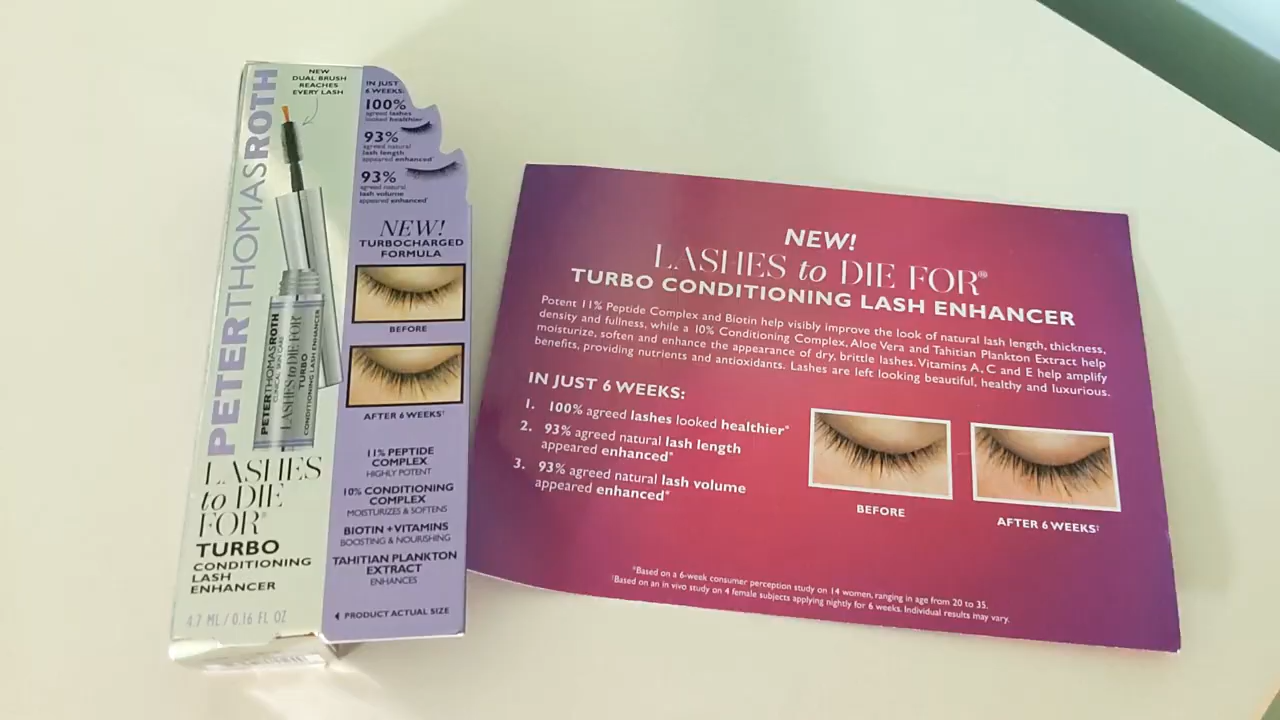 PETERTHOMASROTH
NEW
DUAL BRUSH
REACHES
EVERY LASH
PETERTHOMASROTH
CLINICAL SKIN CARE
LASHES to DIE FOR
TURBO
CONDITIONING LASH ENHANCER
LASHES
to DIE
FOR®
TURBO
CONDITIONING
LASH
ENHANCER
4.7 ML / 0.16 FL OZ
IN JUST
6 WEEKS:
100%
agreed lashes
looked healthier*
93%
agreed natural
lash length
appeared enhanced*
93%
agreed natural
lash volume
appeared enhanced*
NEW!
TURBOCHARGED
FORMULA
BEFORE
AFTER 6 WEEKS†
11% PEPTIDE
COMPLEX
HIGHLY POTENT
10% CONDITIONING
COMPLEX
MOISTURIZES & SOFTENS
BIOTIN + VITAMINS
BOOSTING & NOURISHING
TAHITIAN PLANKTON
EXTRACT
ENHANCES
PRODUCT ACTUAL SIZE
NEW!
LASHES to DIE FOR®
TURBO CONDITIONING LASH ENHANCER
Potent 11% Peptide Complex and Biotin help visibly improve the look of natural lash length, thickness,
density and fullness, while a 10% Conditioning Complex, Aloe Vera and Tahitian Plankton Extract help
moisturize, soften and enhance the appearance of dry, brittle lashes. Vitamins A, C and E help amplify
benefits, providing nutrients and antioxidants. Lashes are left looking beautiful, healthy and luxurious.
IN JUST 6 WEEKS:
1. 100% agreed lashes looked healthier*
2. 93% agreed natural lash length
appeared enhanced*
3. 93% agreed natural lash volume
appeared enhanced*
BEFORE
AFTER 6 WEEKS†
*Based on a 6-week consumer perception study on 14 women, ranging in age from 20 to 35.
†Based on an in vivo study on 4 female subjects applying nightly for 6 weeks. Individual results may vary.